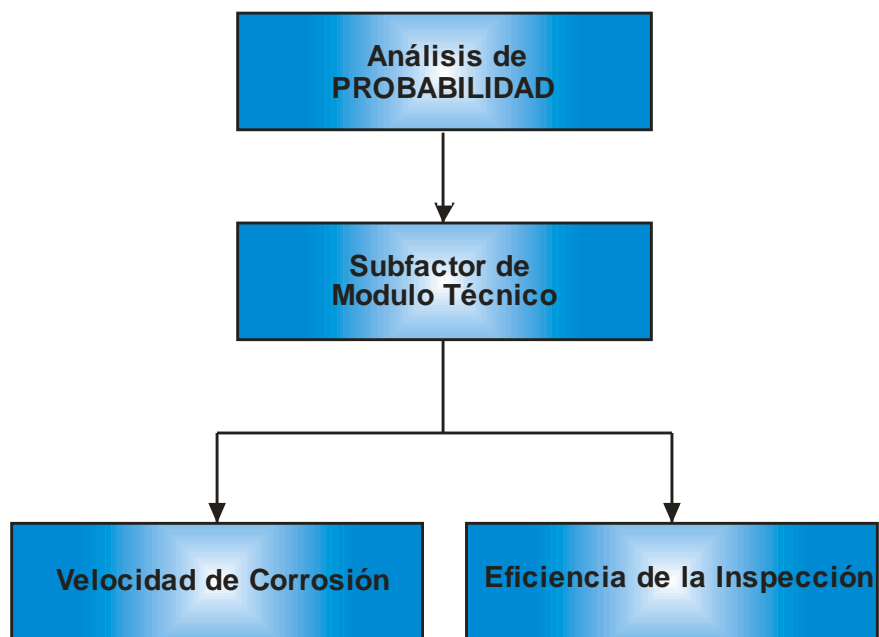 Análisis de
PROBABILIDAD
Subfactor de
Modulo Técnico
Velocidad de Corrosión
Eficiencia de la Inspección